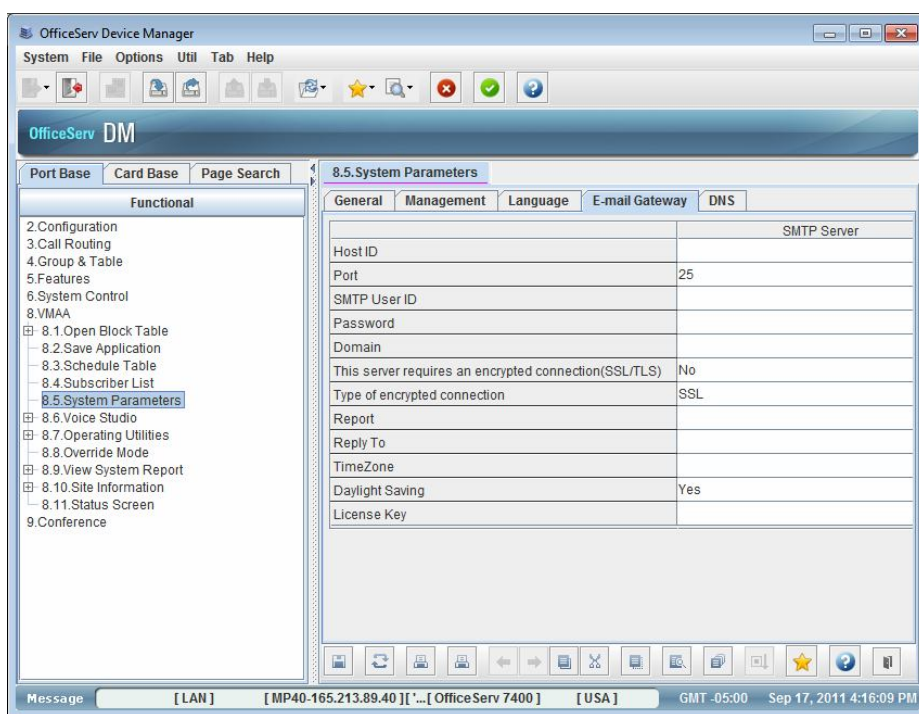 OfficeServ Device Manager
System File Options Util Tab Help
OfficeServ DM
Port Base Card Base Page Search
Functional
2.Configuration
3.Call Routing
4.Group & Table
5.Features
6.System Control
8.VMAA
8.1.Open Block Table
8.2.Save Application
8.3.Schedule Table
8.4.Subscriber List
8.5.System Parameters
8.6.Voice Studio
8.7.Operating Utilities
8.8.Override Mode
8.9.View System Report
8.10.Site Information
8.11.Status Screen
9.Conference
8.5.System Parameters
General Management Language E-mail Gateway DNS
SMTP Server
Host ID
Port 25
SMTP User ID
Password
Domain
This server requires an encrypted connection(SSL/TLS) No
Type of encrypted connection SSL
Report
Reply To
TimeZone
Daylight Saving Yes
License Key
Message [ LAN ] [ MP40-165.213.89.40 ][ '...[ OfficeServ 7400 ] [ USA ] GMT -05:00 Sep 17, 2011 4:16:09 PM